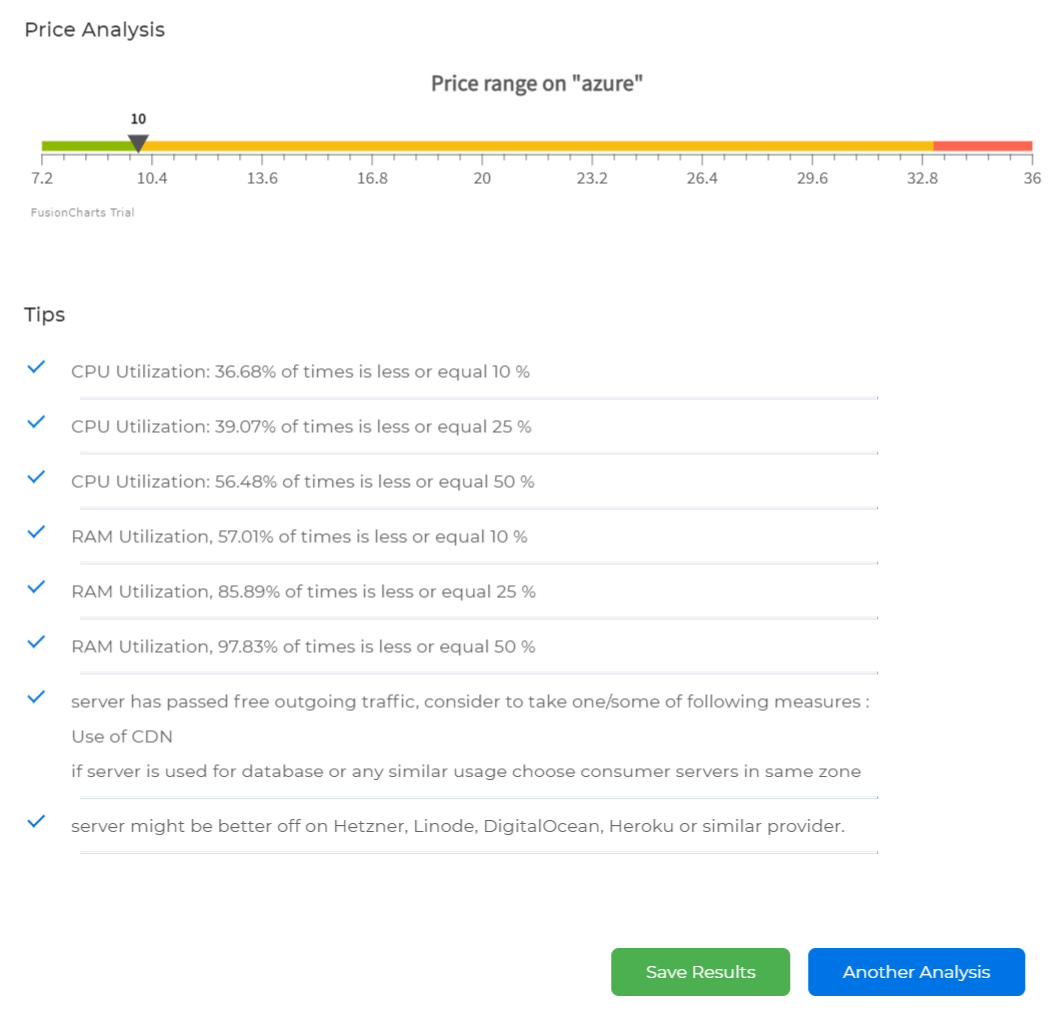 Price Analysis
Price range on "azure"
10
7.2 10.4 13.6 16.8 20 23.2 26.4 29.6 32.8 36
FusionCharts Trial
Tips
CPU Utilization: 36.68% of times is less or equal 10 %
CPU Utilization: 39.07% of times is less or equal 25 %
CPU Utilization: 56.48% of times is less or equal 50 %
RAM Utilization, 57.01% of times is less or equal 10 %
RAM Utilization, 85.89% of times is less or equal 25 %
RAM Utilization, 97.83% of times is less or equal 50 %
server has passed free outgoing traffic, consider to take one/some of following measures :
Use of CDN
if server is used for database or any similar usage choose consumer servers in same zone
server might be better off on Hetzner, Linode, DigitalOcean, Heroku or similar provider.
Save Results Another Analysis